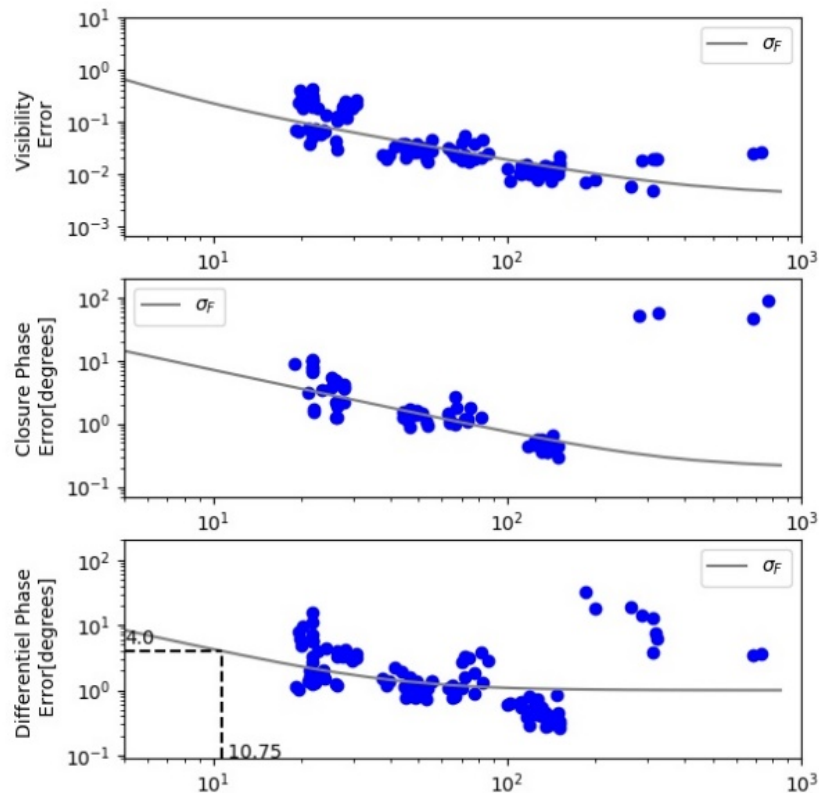 10¹
10⁰
10⁻¹
10⁻²
10⁻³
Visibility
Error
σF
10¹ 10² 10³
10²
10¹
10⁰
10⁻¹
Closure Phase
Error[degrees]
σF
10¹ 10² 10³
10²
10¹
10⁰
10⁻¹
Differentiel Phase
Error[degrees]
σF
4.0
10.75
10¹ 10² 10³